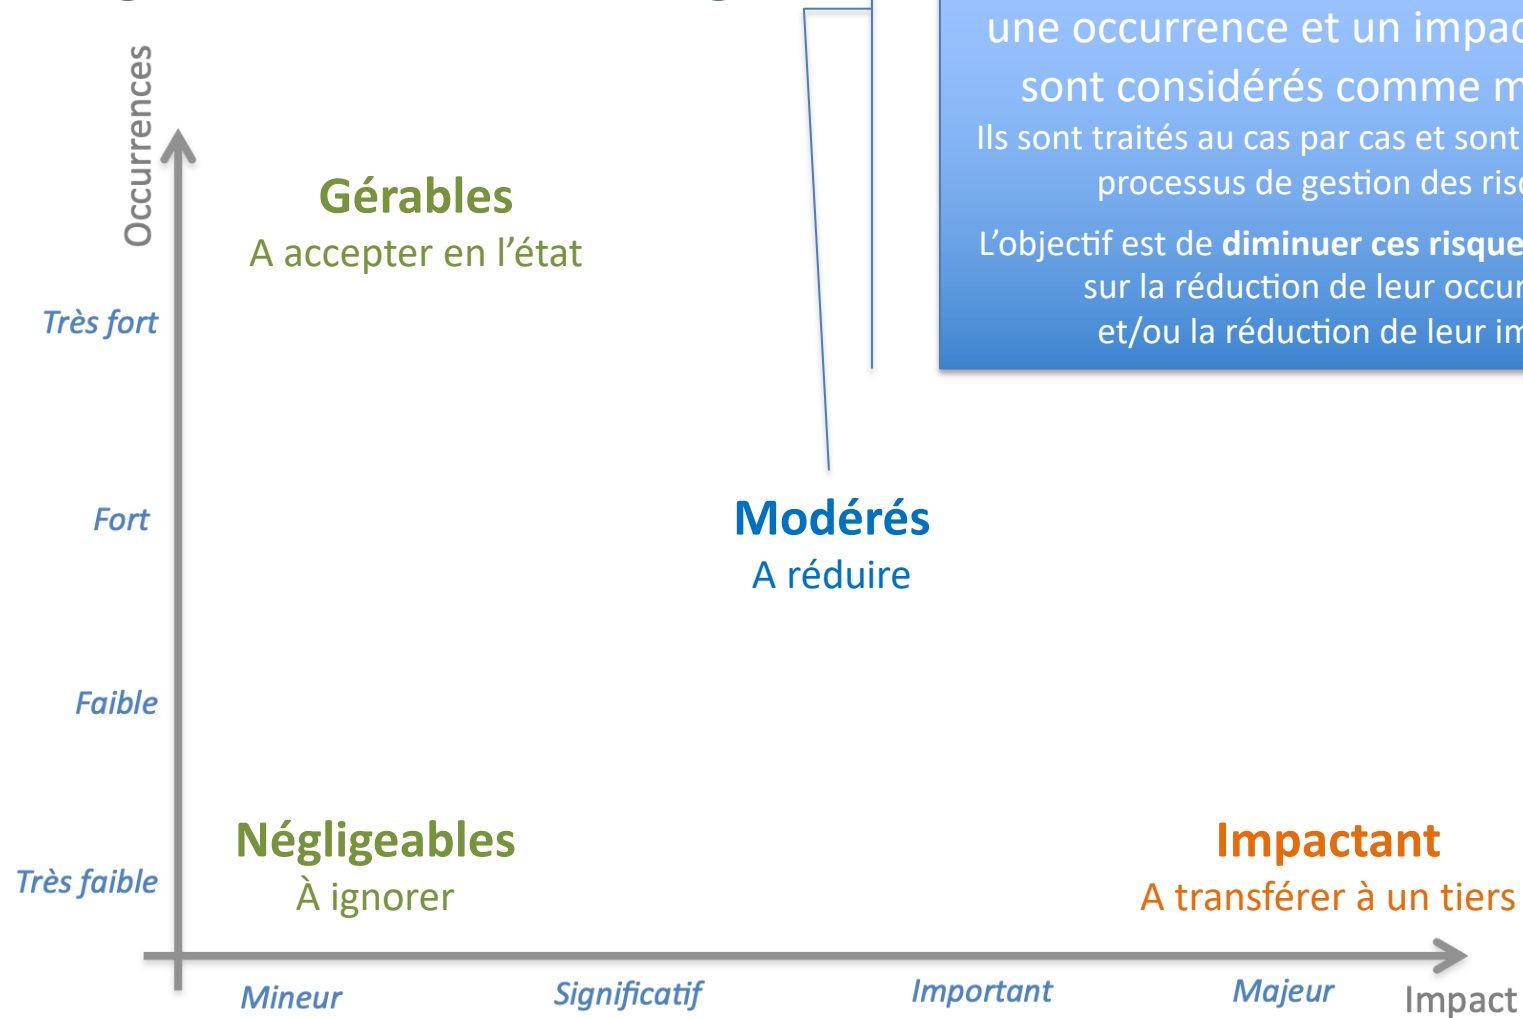 une occurrence et un impac
sont considérés comme m
Ils sont traités au cas par cas et sont
processus de gestion desris
L'objectif est de diminuer ces risque
sur la réduction de leur occur
et/ou la réduction de leur im
Occurrences
Gérables
A accepter en l'état
Très fort
Fort
Modérés
A réduire
Faible
Négligeables
À ignorer
Très faible
Impactant
A transférer à un tiers
Mineur
Significatif
Important
Majeur
Impact